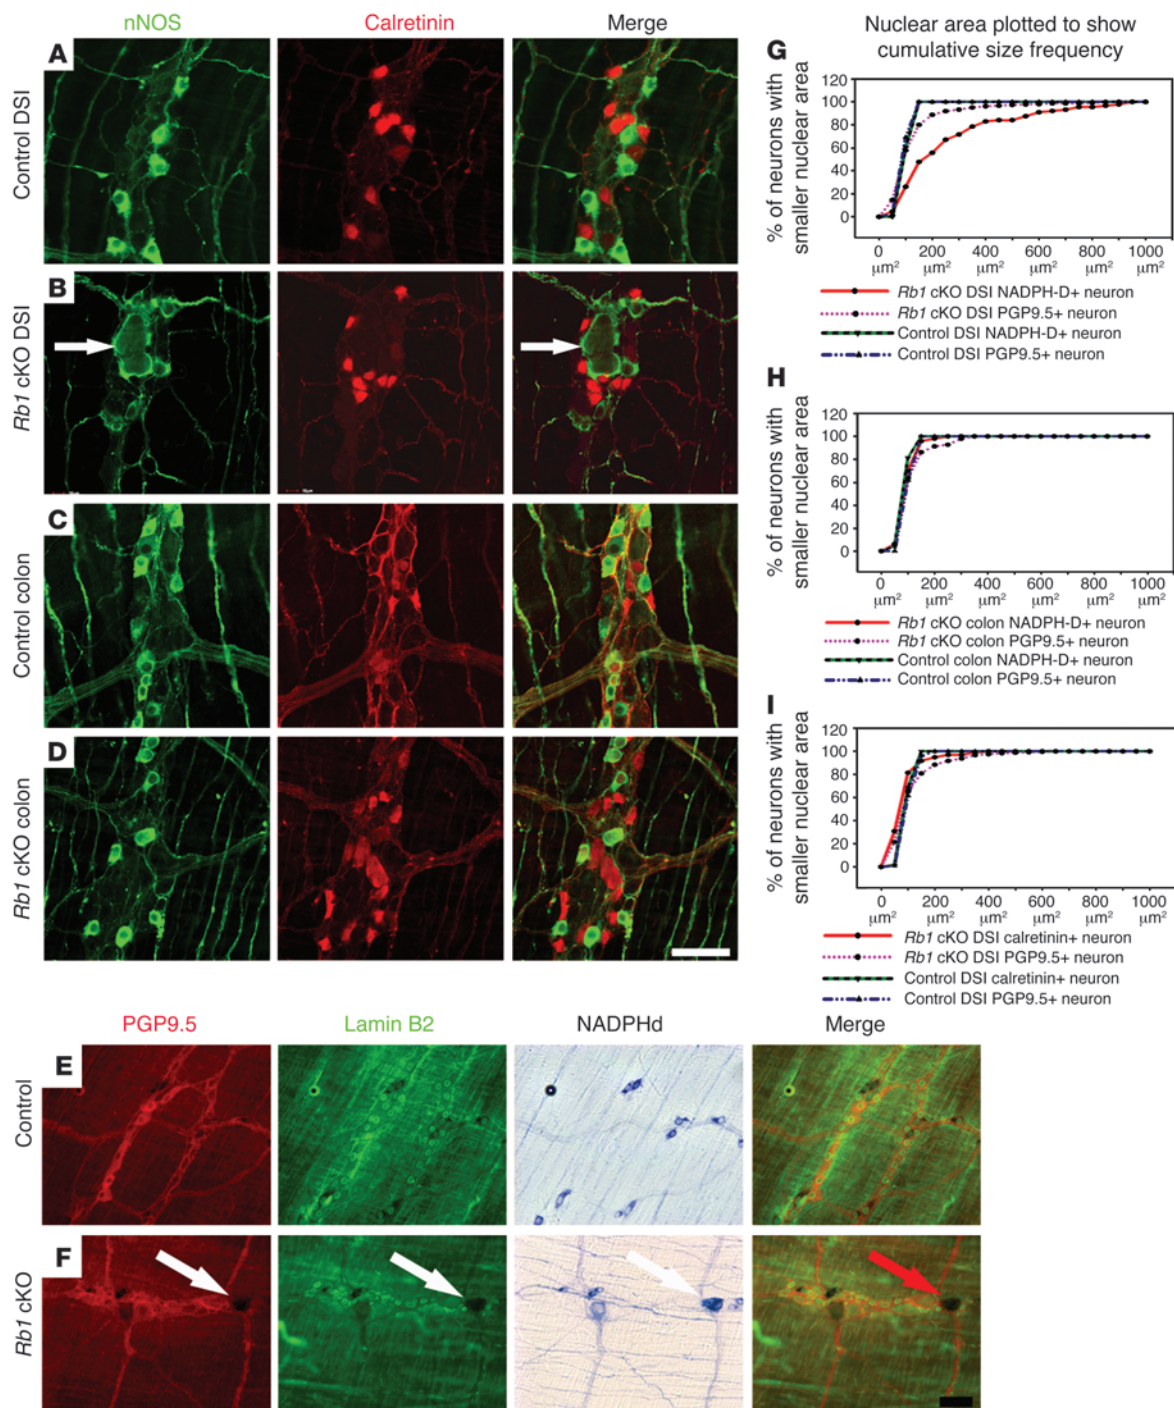 nNOS
Calretinin
Merge
A
Control DSI
B
Rb1 cKO DSI
C
Control colon
D
Rb1 cKO colon
PGP9.5
Lamin B2
NADPHd
Merge
E
Control
F
Rb1 cKO
Nuclear area plotted to show
cumulative size frequency
G
% of neurons with
smaller nuclear area
120
100
80
60
40
20
0
0 200 400 600 800 1000
μm² μm² μm² μm² μm² μm²
Rb1 cKO DSI NADPH-D+ neuron
Rb1 cKO DSI PGP9.5+ neuron
Control DSI NADPH-D+ neuron
Control DSI PGP9.5+ neuron
H
% of neurons with
smaller nuclear area
120
100
80
60
40
20
0
0 200 400 600 800 1000
μm² μm² μm² μm² μm² μm²
Rb1 cKO colon NADPH-D+ neuron
Rb1 cKO colon PGP9.5+ neuron
Control colon NADPH-D+ neuron
Control colon PGP9.5+ neuron
I
% of neurons with
smaller nuclear area
120
100
80
60
40
20
0
0 200 400 600 800 1000
μm² μm² μm² μm² μm² μm²
Rb1 cKO DSI calretinin+ neuron
Rb1 cKO DSI PGP9.5+ neuron
Control DSI calretinin+ neuron
Control DSI PGP9.5+ neuron